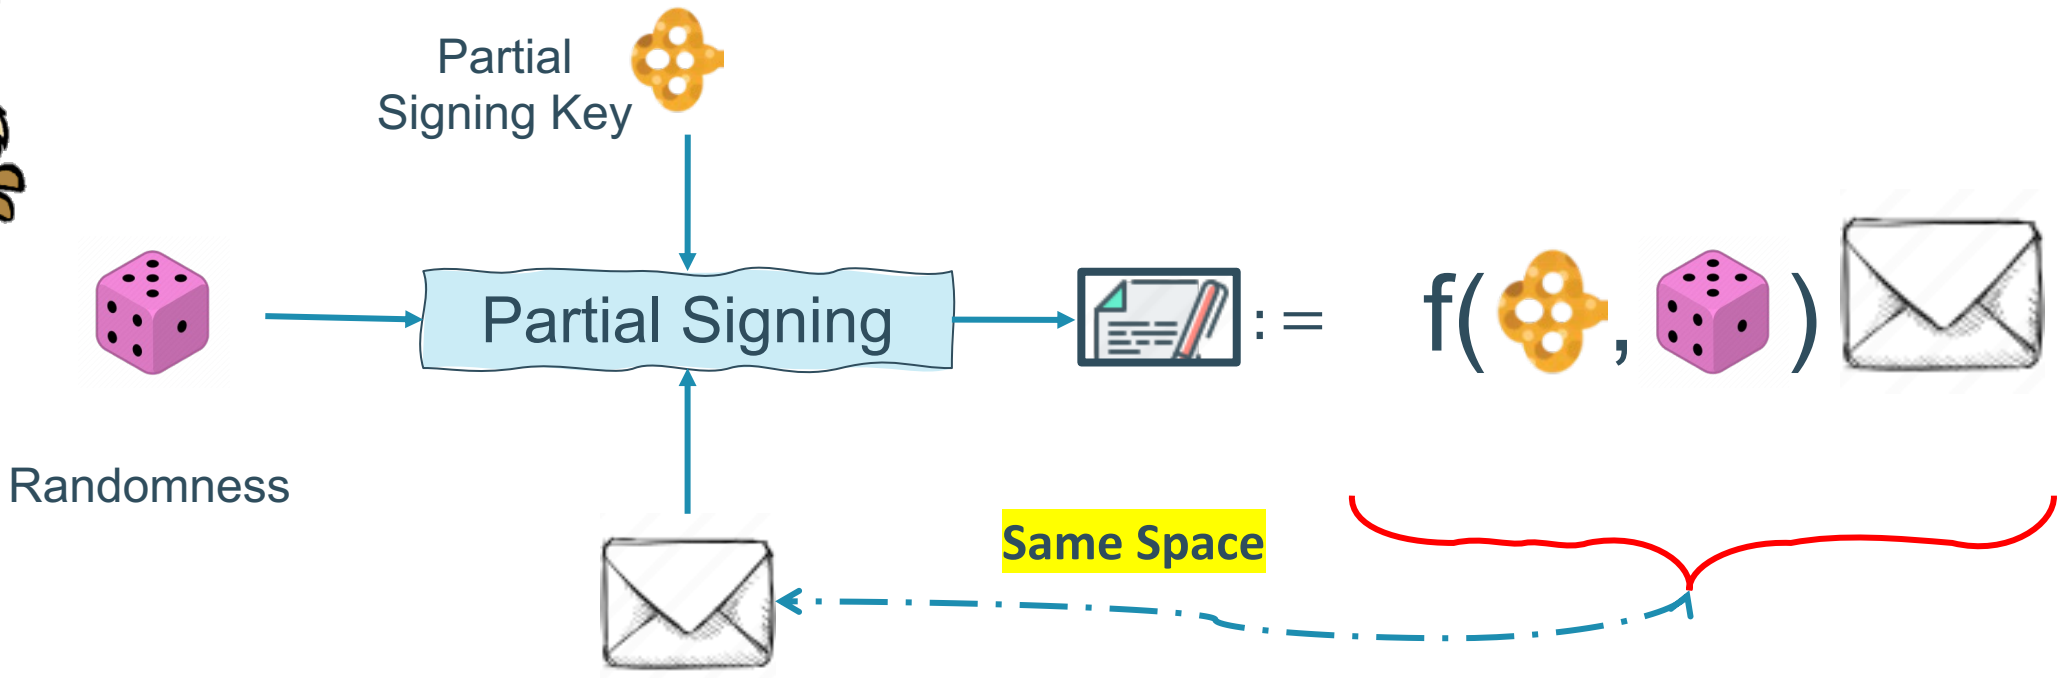 Partial
Signing Key
Partial Signing
:= f( , )
Randomness
Same Space